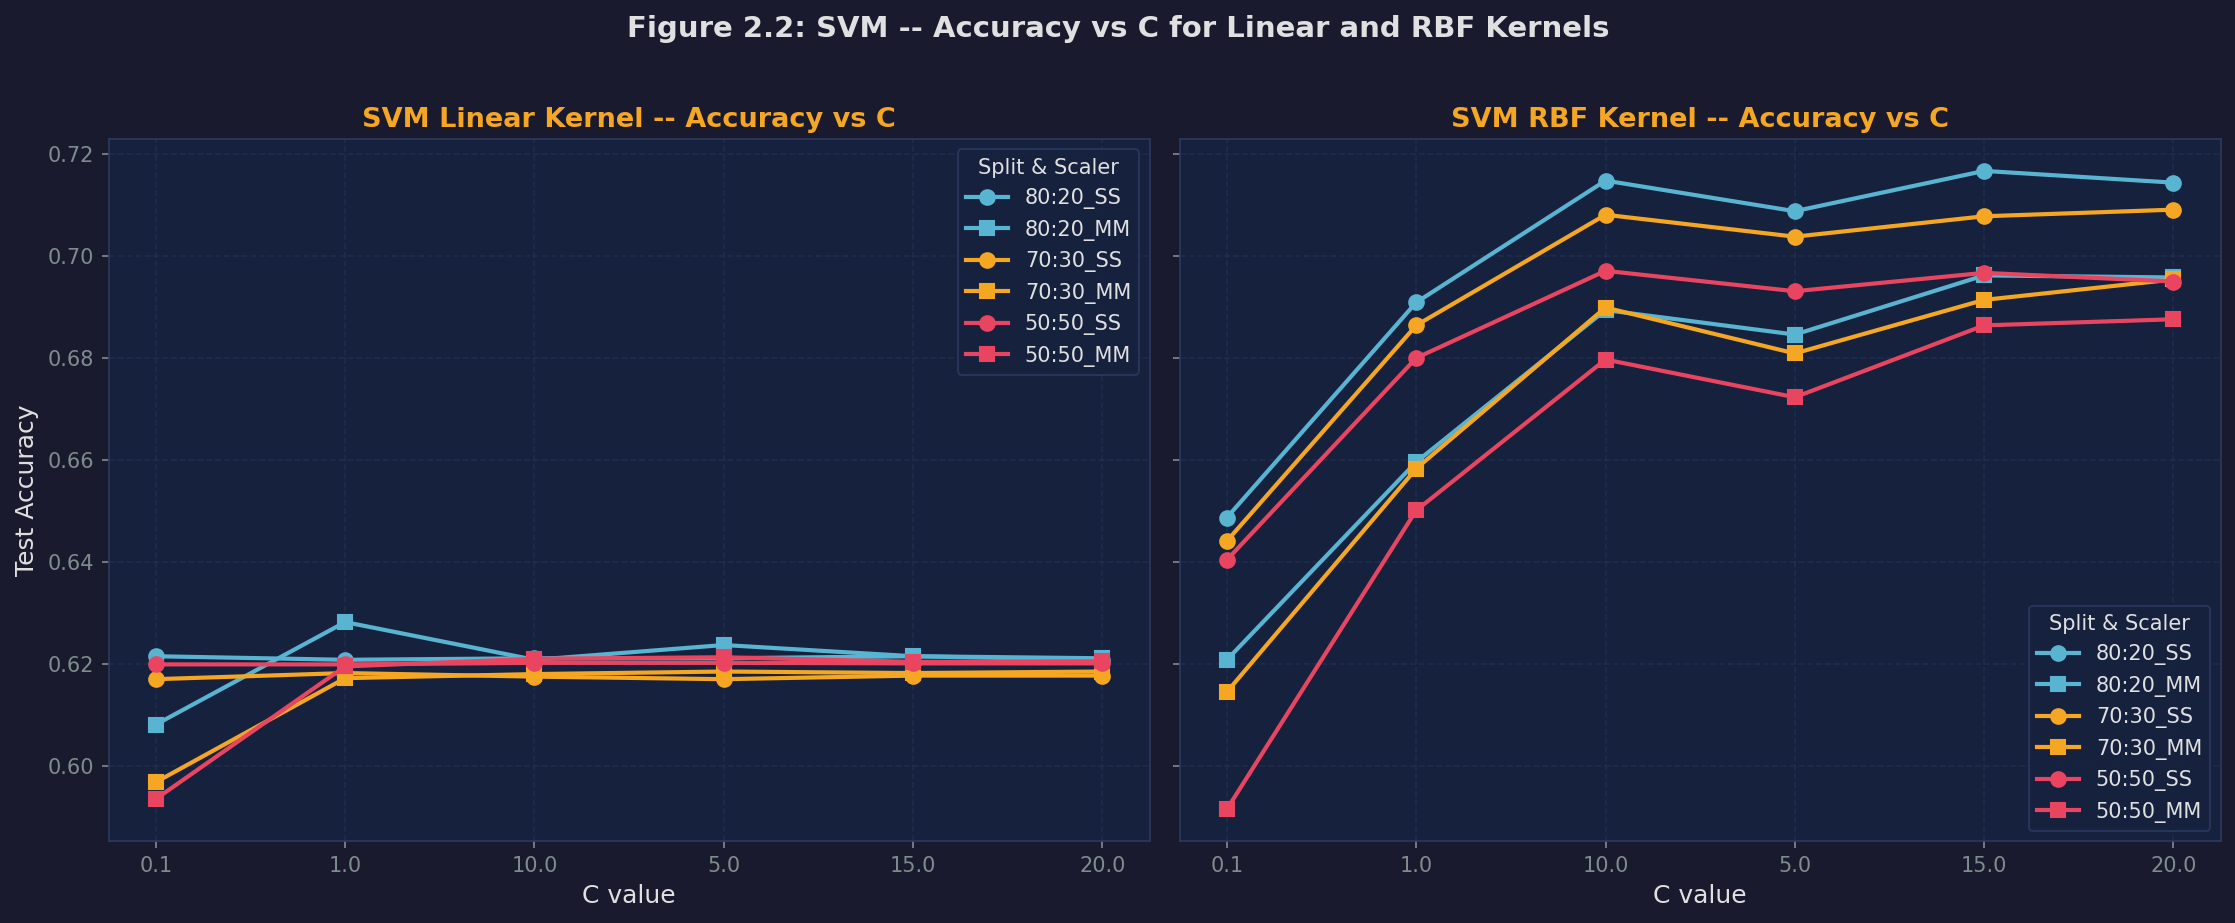 Figure 2.2: SVM -- Accuracy vs C for Linear and RBF Kernels
SVM Linear Kernel -- Accuracy vs C
Test Accuracy
0.72
0.70
0.68
0.66
0.64
0.62
0.60
Split & Scaler
80:20_SS
80:20_MM
70:30_SS
70:30_MM
50:50_SS
50:50_MM
0.1 1.0 10.0 5.0 15.0 20.0
C value
SVM RBF Kernel -- Accuracy vs C
Split & Scaler
80:20_SS
80:20_MM
70:30_SS
70:30_MM
50:50_SS
50:50_MM
0.1 1.0 10.0 5.0 15.0 20.0
C value